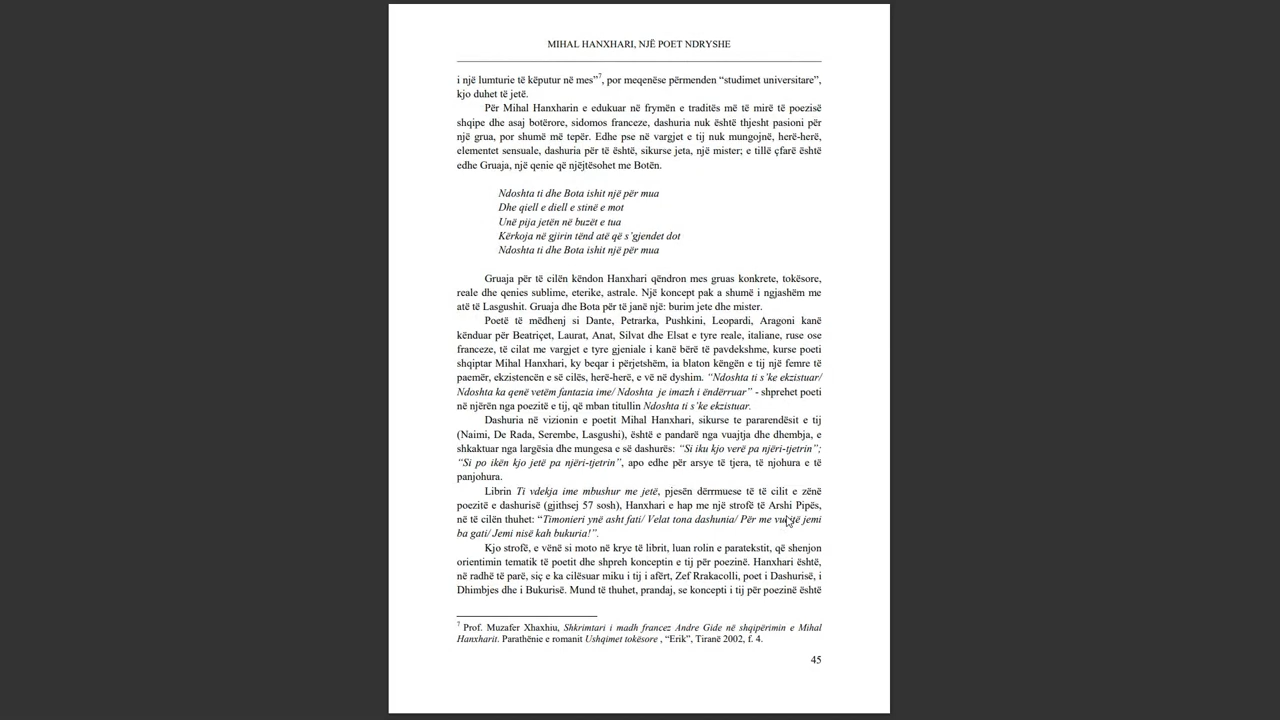 MIHAL HANXHARI, NJË POET NDRYSHE
i një lumturie të këputur në mes”7, por meqenëse përmenden “studimet universitare”,
kjo duhet të jetë.
Për Mihal Hanxharin e edukuar në frymën e traditës më të mirë të poezisë
shqipe dhe asaj botërore, sidomos franceze, dashuria nuk është thjesht pasioni për
një grua, por shumë më tepër. Edhe pse në vargjet e tij nuk mungojnë, herë-herë,
elementet sensuale, dashuria për të është, sikurse jeta, një mister; e tillë çfarë është
edhe Gruaja, një qenie që njëjtësohet me Botën.
Ndoshta ti dhe Bota ishit një për mua
Dhe qiell e diell e stinë e mot
Unë pija jetën në buzët e tua
Kërkoja në gjirin tënd atë që s’gjendet dot
Ndoshta ti dhe Bota ishit një për mua
Gruaja për të cilën këndon Hanxhari qëndron mes gruas konkrete, tokësore,
reale dhe qenies sublime, eterike, astrale. Një koncept pak a shumë i ngjashëm me
atë të Lasgushit. Gruaja dhe Bota për të janë një: burim jete dhe mister.
Poetë të mëdhenj si Dante, Petrarka, Pushkini, Leopardi, Aragoni kanë
kënduar për Beatriçet, Laurat, Anat, Silvat dhe Elsat e tyre reale, italiane, ruse ose
franceze, të cilat me vargjet e tyre gjeniale i kanë bërë të pavdekshme, kurse poeti
shqiptar Mihal Hanxhari, ky beqar i përjetshëm, ia blaton këngën e tij një femre të
paemër, ekzistencën e së cilës, herë-herë, e vë në dyshim. “Ndoshta ti s’ke ekzistuar/
Ndoshta ka qenë vetëm fantazia ime/ Ndoshta je imazh i ëndërruar” - shprehet poeti
në njërën nga poezitë e tij, që mban titullin Ndoshta ti s’ke ekzistuar.
Dashuria në vizionin e poetit Mihal Hanxhari, sikurse te pararendësit e tij
(Naimi, De Rada, Serembe, Lasgushi), është e pandarë nga vuajtja dhe dhembja, e
shkaktuar nga largësia dhe mungesa e së dashurës: “Si iku kjo verë pa njëri-tjetrin”;
“Si po ikën kjo jetë pa njëri-tjetrin”, apo edhe për arsye të tjera, të njohura e të
panjohura.
Librin Ti vdekja ime mbushur me jetë, pjesën dërrmuese të të cilit e zënë
poezitë e dashurisë (gjithsej 57 sosh), Hanxhari e hap me një strofë të Arshi Pipës,
në të cilën thuhet: “Timonieri ynë asht fati/ Velat tona dashunia/ Për me të jemi
ba gati/ Jemi nisë kah bukuria!”.
Kjo strofë, e vënë si moto në krye të librit, luan rolin e paratekstit, që shenjon
orientimin tematik të poetit dhe shpreh konceptin e tij për poezinë. Hanxhari është,
në radhë të parë, siç e ka cilësuar miku i tij i afërt, Zef Rrakacolli, poet i Dashurisë, i
Dhimbjes dhe i Bukurisë. Mund të thuhet, prandaj, se koncepti i tij për poezinë është
7 Prof. Muzafer Xhaxhiu, Shkrimtari i madh francez Andre Gide në shqipërimin e Mihal
Hanxharit. Parathënie e romanit Ushqimet tokësore , “Erik”, Tiranë 2002, f. 4.
45